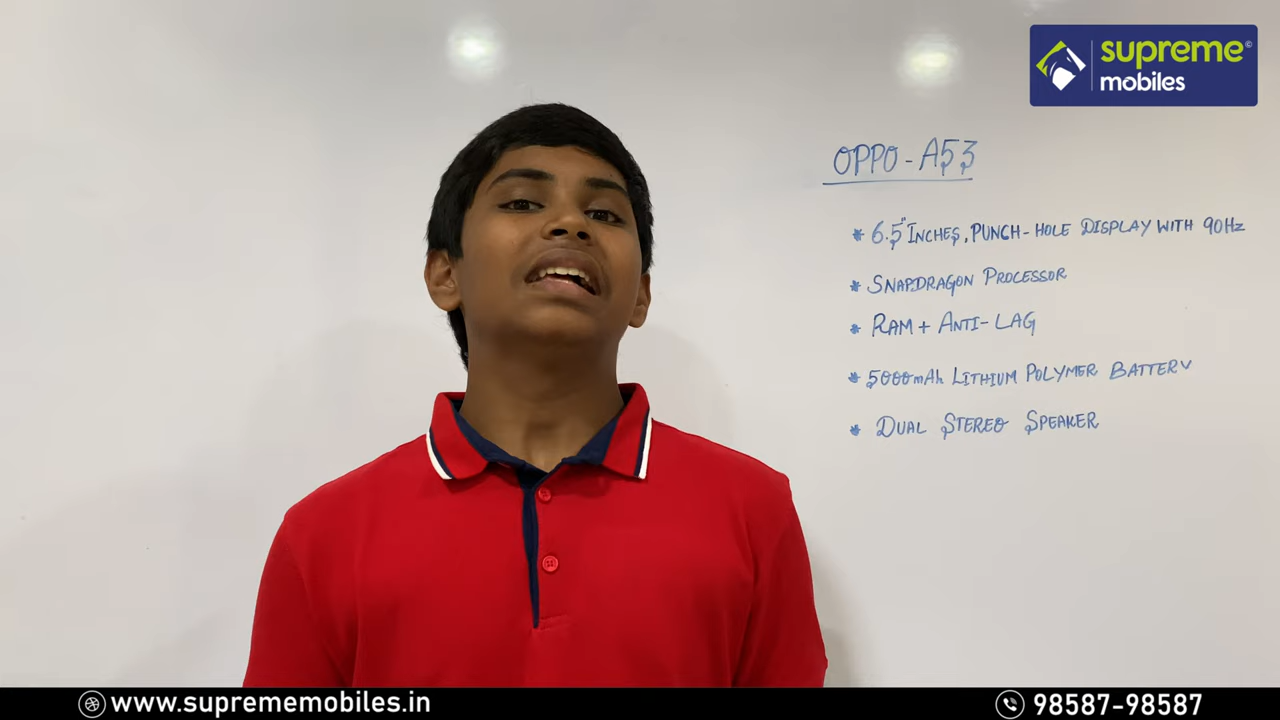 supreme
mobiles
OPPO - A53
* 6.5" INCHES, PUNCH-HOLE DISPLAY WITH 90Hz
* SNAPDRAGON PROCESSOR
* RAM + ANTI-LAG
* 5000mAh LITHIUM POLYMER BATTERY
* DUAL STEREO SPEAKER
www.suprememobiles.in
98587-98587